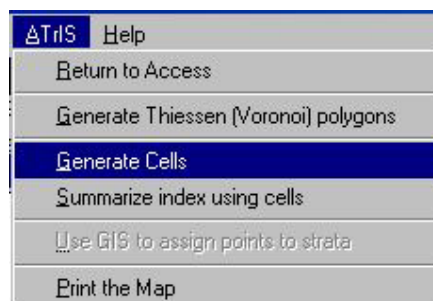 ATrIS Help
Return to Access
Generate Thiessen (Voronoi) polygons
Generate Cells
Summarize index using cells
Use GIS to assign points to strata
Print the Map